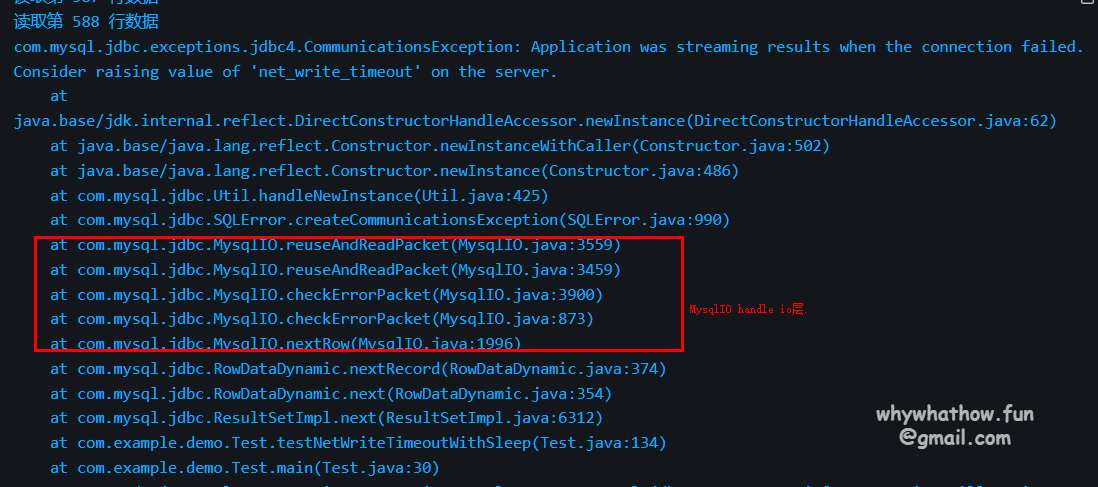 读取第 587 行数据
读取第 588 行数据
com.mysql.jdbc.exceptions.jdbc4.CommunicationsException: Application was streaming results when the connection failed.
Consider raising value of 'net_write_timeout' on the server.
at
java.base/jdk.internal.reflect.DirectConstructorHandleAccessor.newInstance(DirectConstructorHandleAccessor.java:62)
at java.base/java.lang.reflect.Constructor.newInstanceWithCaller(Constructor.java:502)
at java.base/java.lang.reflect.Constructor.newInstance(Constructor.java:486)
at com.mysql.jdbc.Util.handleNewInstance(Util.java:425)
at com.mysql.jdbc.SQLError.createCommunicationsException(SQLError.java:990)
at com.mysql.jdbc.MysqlIO.reuseAndReadPacket(MysqlIO.java:3559)
at com.mysql.jdbc.MysqlIO.reuseAndReadPacket(MysqlIO.java:3459)
at com.mysql.jdbc.MysqlIO.checkErrorPacket(MysqlIO.java:3900)
MysqlIO handle io层
at com.mysql.jdbc.MysqlIO.checkErrorPacket(MysqlIO.java:873)
at com.mysql.jdbc.MysqlIO.nextRow(MysqlIO.java:1996)
at com.mysql.jdbc.RowDataDynamic.nextRecord(RowDataDynamic.java:374)
at com.mysql.jdbc.RowDataDynamic.next(RowDataDynamic.java:354)
at com.mysql.jdbc.ResultSetImpl.next(ResultSetImpl.java:6312)
at com.example.demo.Test.testNetWriteTimeoutWithSleep(Test.java:134)
at com.example.demo.Test.main(Test.java:30)
whywhathow.fun
@gmail.com